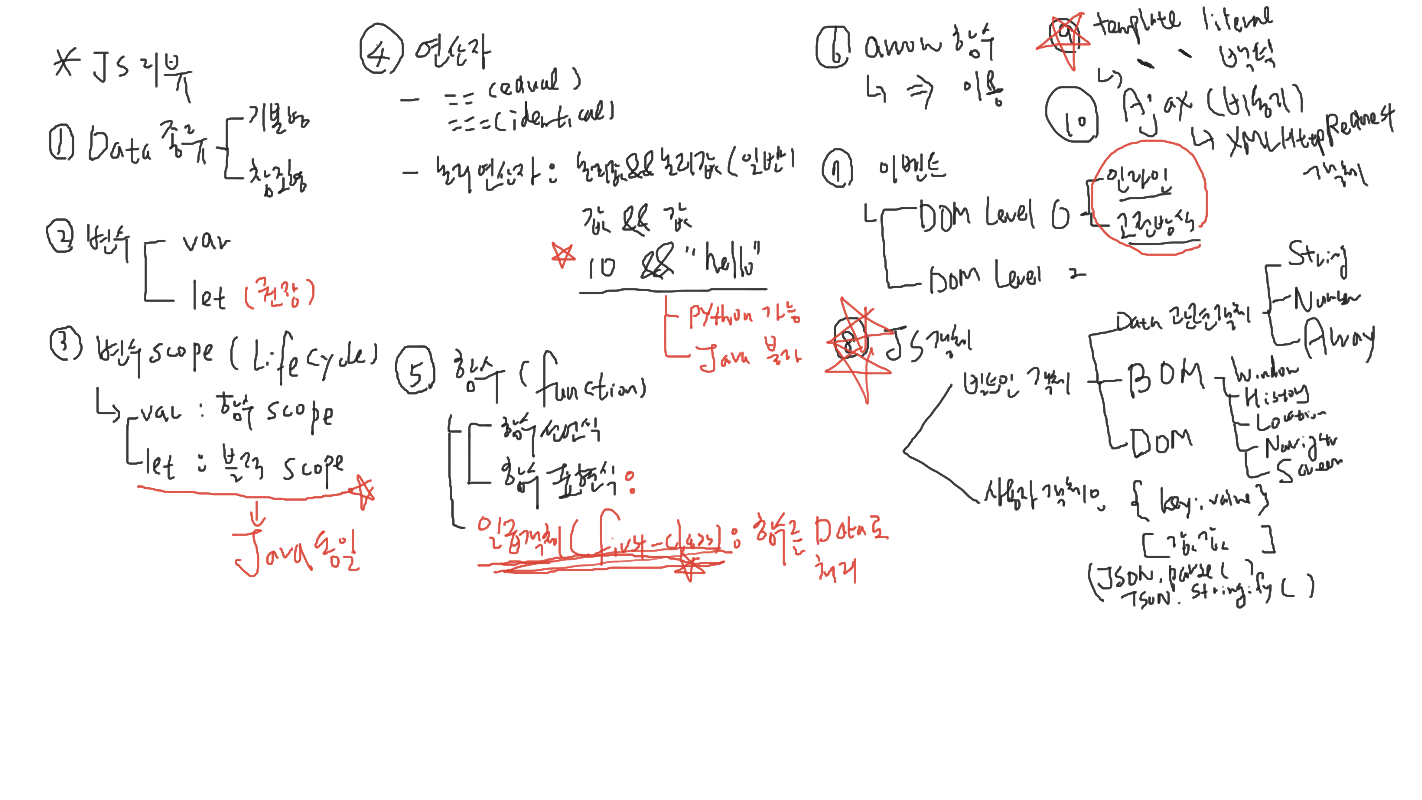 * JS 리뷰
① Data 종류
기본형
참조형
② 변수
var
let (권장)
③ 변수 scope (Life Cycle)
var : 함수 scope
let : 블럭 scope
Java 동일
④ 연산자
- == (equal)
=== (identical)
- 논리연산자 : 논리값&&논리값 (일반)
값 && 값
10 && "hello"
python 가능
Java 불가
⑤ 함수 (function)
함수 선언식
함수 표현식 :
일급객체 (first-class) : 함수는 Data로
처리
⑥ arrow 함수
=> 이용
⑦ 이벤트
DOM Level 0
인라인
고전방식
DOM Level 2
⑧ JS객체
빌트인 객체
Data 관련 객체
String
Number
Array
BOM
Window
History
Location
Navigator
Screen
DOM
사용자 객체
{ key : value }
[ 값, 값 ]
( JSON.parse( )
JSON.stringify( )
⑨ template literal
` ` 백틱
⑩ Ajax (비동기)
XMLHttpRequest
객체